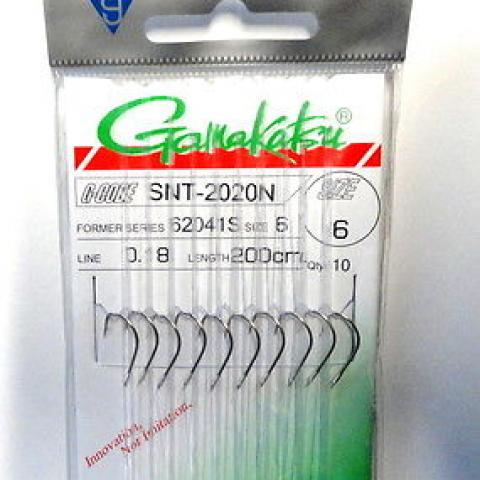 Gamakatsu®
G-CODE SNT-2020N SIZE
FORMER SERIES 62041S SIZE 6 6
LINE 0.18 LENGTH 200cm Qty 10
Innovation,
Not Imitation.